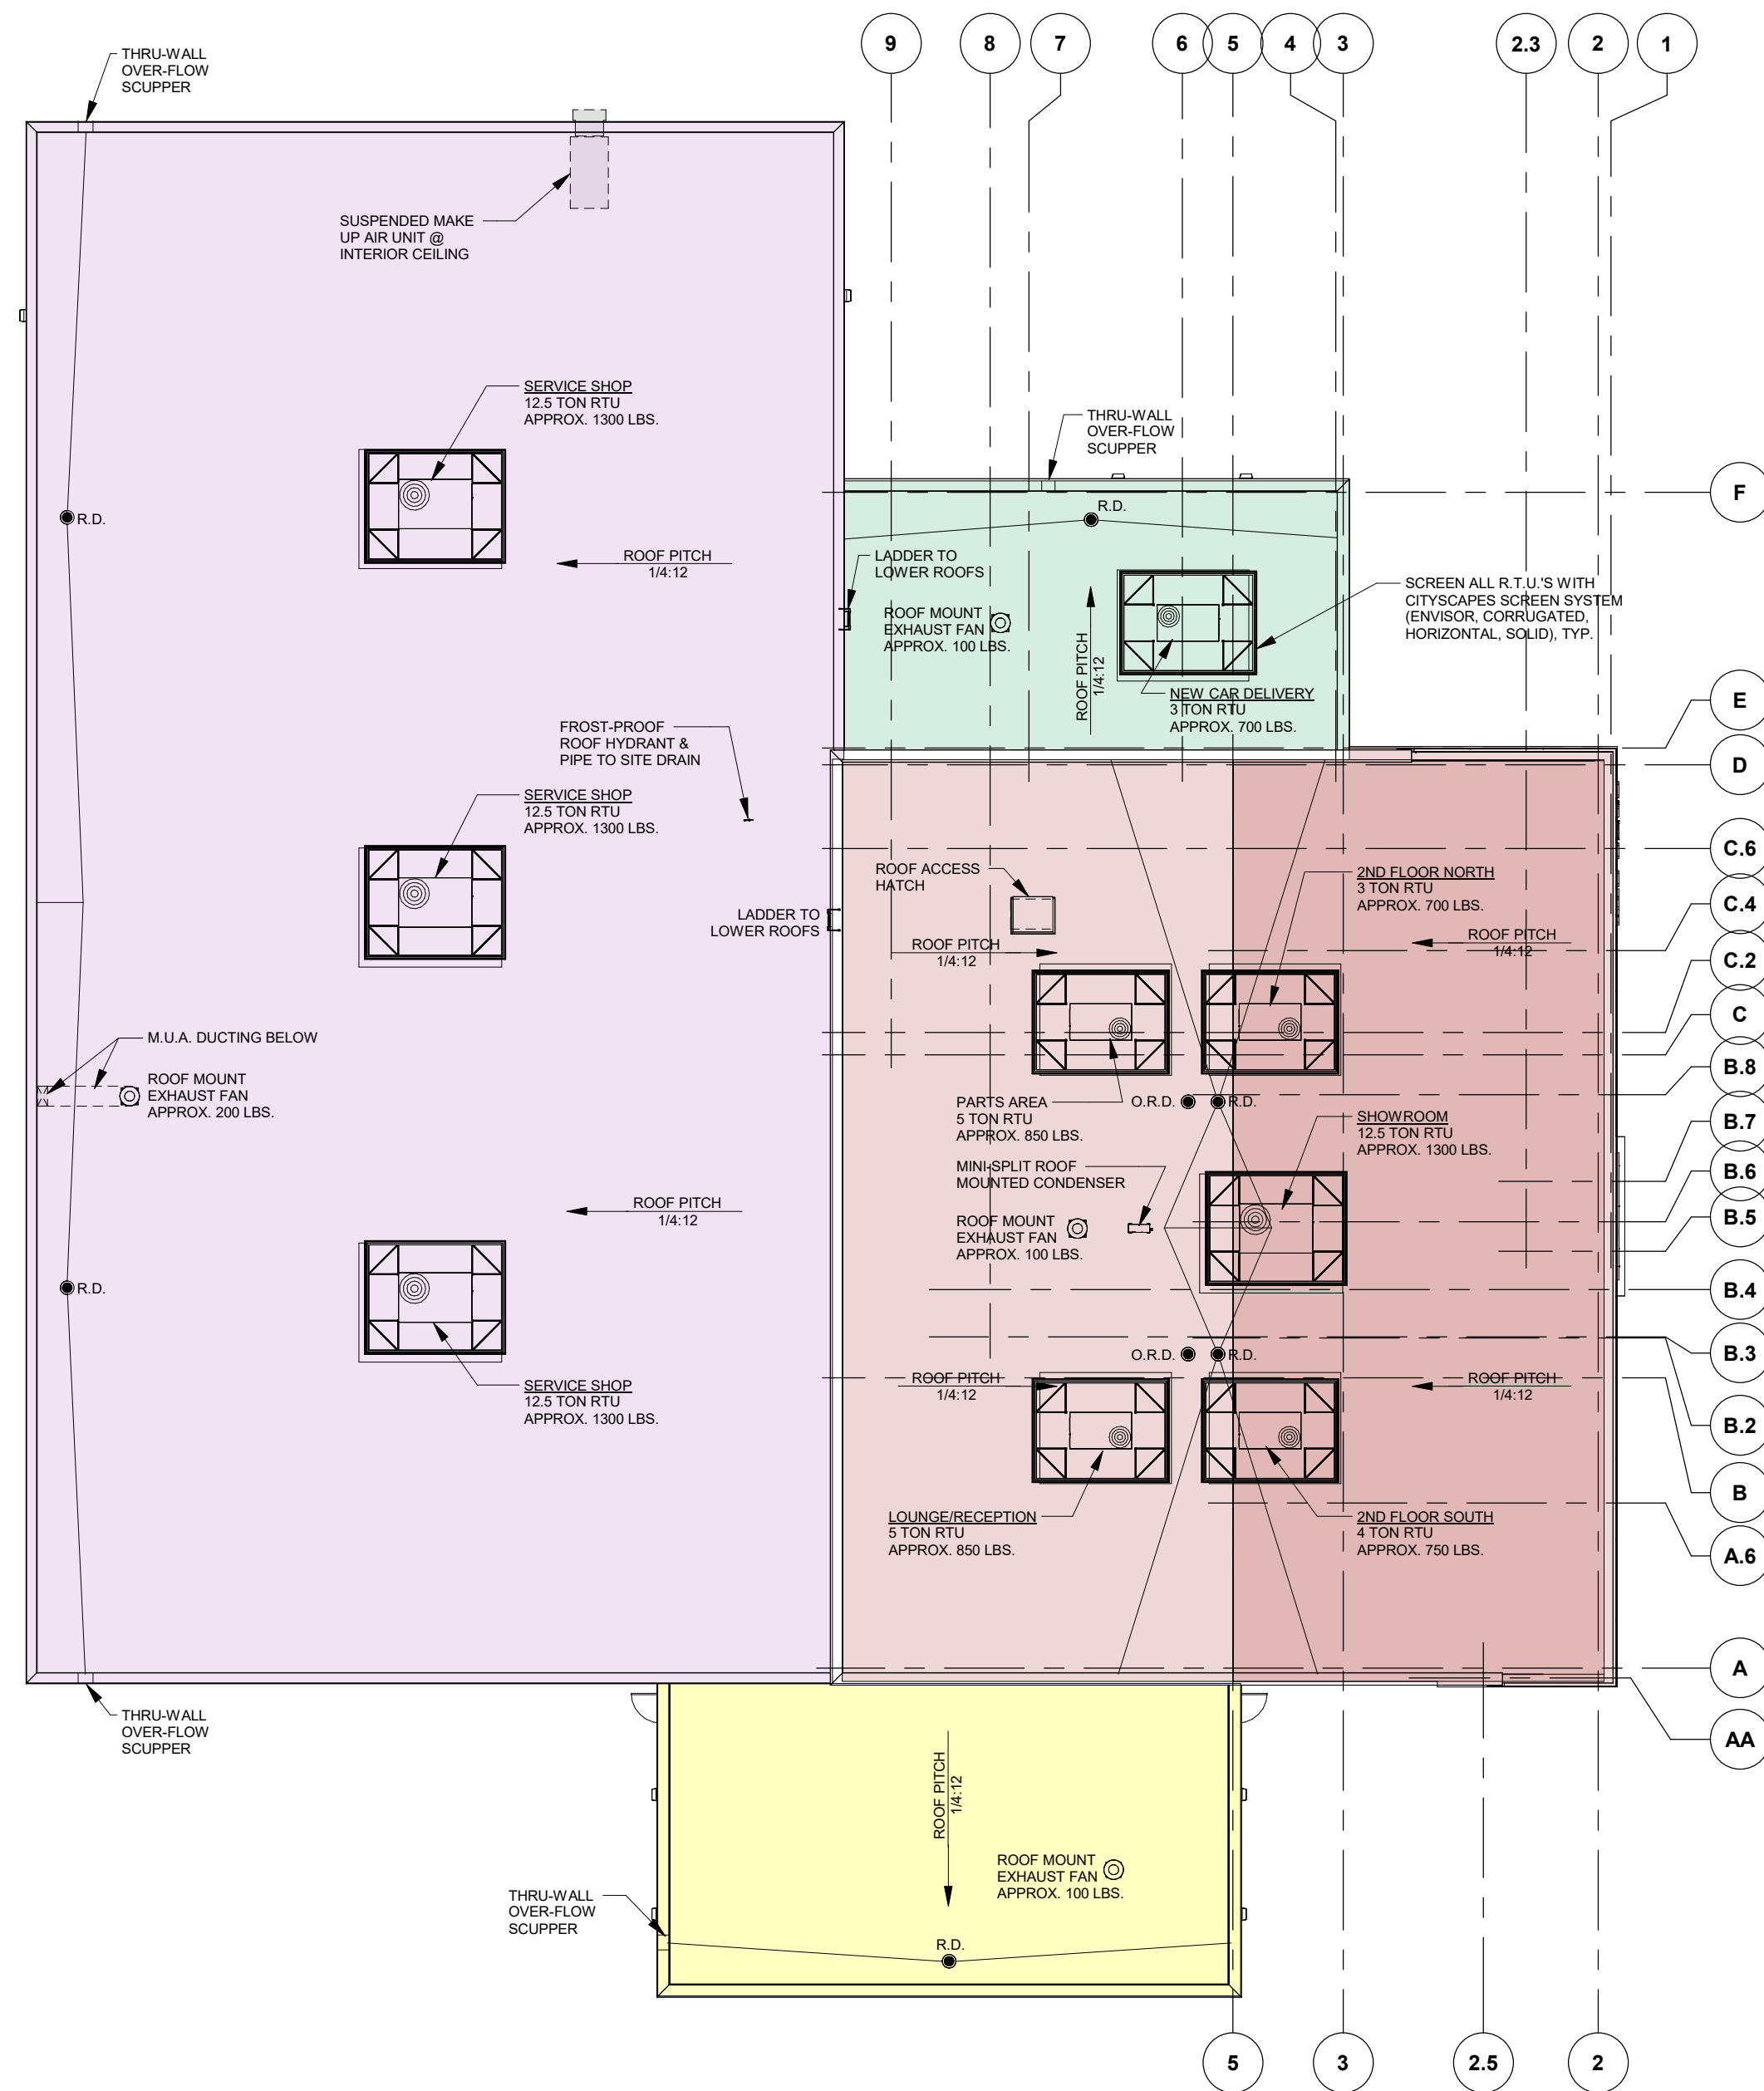 9
8
7
6
5
4
3
2.3
2
1
THRU-WALL
OVER-FLOW
SCUPPER
SUSPENDED MAKE
UP AIR UNIT @
INTERIOR CEILING
SERVICE SHOP
12.5 TON RTU
APPROX. 1300 LBS.
THRU-WALL
OVER-FLOW
SCUPPER
F
R.D.
R.D.
ROOF PITCH
1/4:12
LADDER TO
LOWER ROOFS
SCREEN ALL R.T.U.'S WITH
CITYSCAPES SCREEN SYSTEM
(ENVISOR, CORRUGATED,
HORIZONTAL, SOLID), TYP.
ROOF MOUNT
EXHAUST FAN
APPROX. 100 LBS.
ROOF PITCH
1/4:12
NEW CAR DELIVERY
3 TON RTU
APPROX. 700 LBS.
E
D
FROST-PROOF
ROOF HYDRANT &
PIPE TO SITE DRAIN
SERVICE SHOP
12.5 TON RTU
APPROX. 1300 LBS.
C.6
ROOF ACCESS
HATCH
2ND FLOOR NORTH
3 TON RTU
APPROX. 700 LBS.
C.4
LADDER TO
LOWER ROOFS
ROOF PITCH
1/4:12
ROOF PITCH
1/4:12
C.2
C
M.U.A. DUCTING BELOW
ROOF MOUNT
EXHAUST FAN
APPROX. 200 LBS.
B.8
PARTS AREA
5 TON RTU
APPROX. 850 LBS.
O.R.D.
R.D.
SHOWROOM
12.5 TON RTU
APPROX. 1300 LBS.
B.7
MINI-SPLIT ROOF
MOUNTED CONDENSER
B.6
ROOF PITCH
1/4:12
ROOF MOUNT
EXHAUST FAN
APPROX. 100 LBS.
B.5
R.D.
B.4
O.R.D.
R.D.
B.3
SERVICE SHOP
12.5 TON RTU
APPROX. 1300 LBS.
ROOF PITCH
1/4:12
ROOF PITCH
1/4:12
B.2
B
LOUNGE/RECEPTION
5 TON RTU
APPROX. 850 LBS.
2ND FLOOR SOUTH
4 TON RTU
APPROX. 750 LBS.
A.6
A
THRU-WALL
OVER-FLOW
SCUPPER
AA
ROOF PITCH
1/4:12
ROOF MOUNT
EXHAUST FAN
APPROX. 100 LBS.
THRU-WALL
OVER-FLOW
SCUPPER
R.D.
5
3
2.5
2